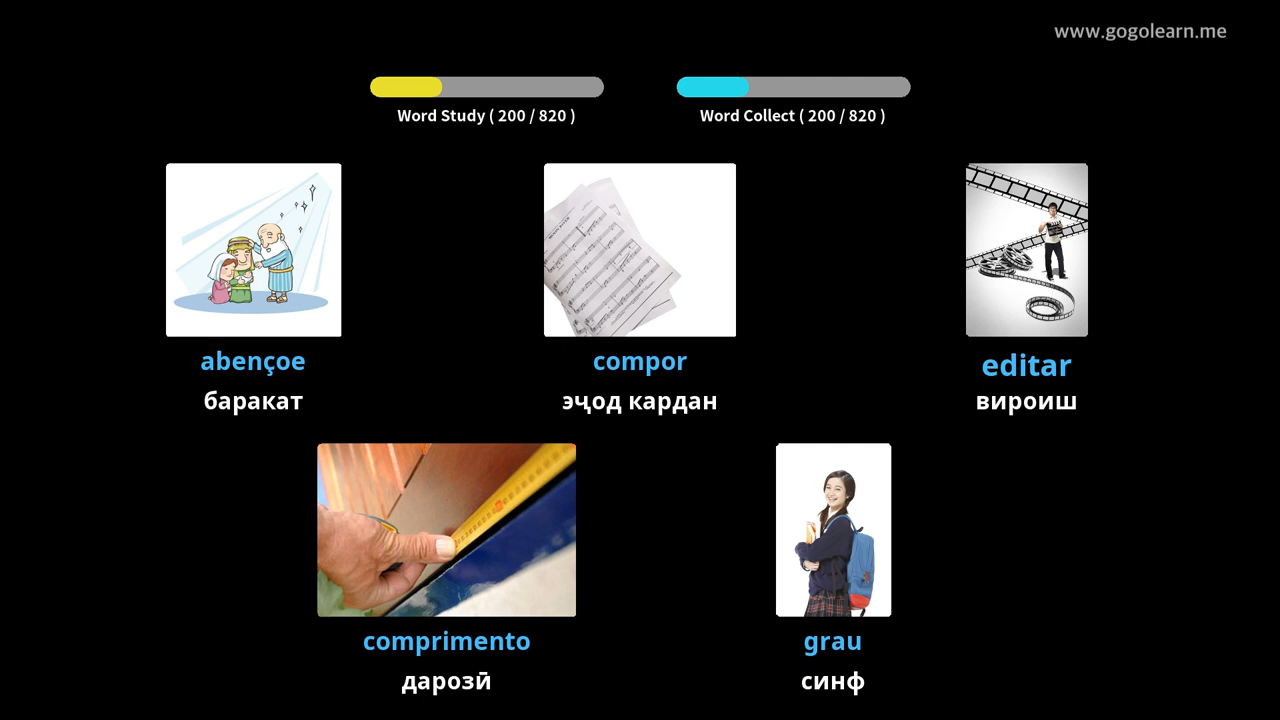 www.gogolearn.me
Word Study ( 200 / 820 )
Word Collect ( 200 / 820 )
abençoe
compor
editar
баракат
эҷод кардан
вироиш
comprimento
grau
дарозӣ
синф